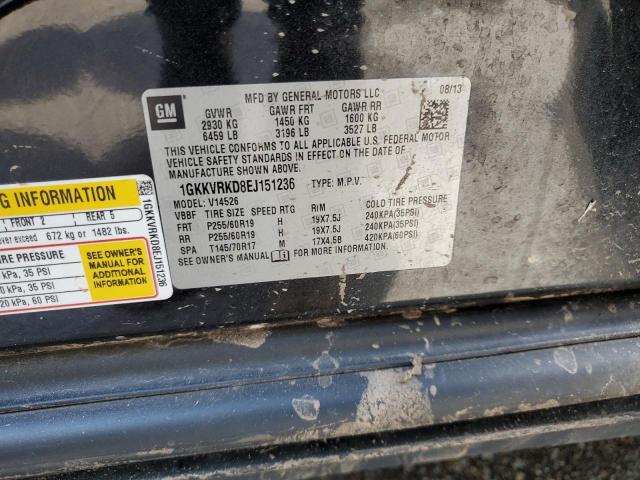 GM
MFD BY GENERAL MOTORS LLC
08/13
GVWR GAWR FRT GAWR RR
2930 KG 1450 KG 1600 KG
6459 LB 3196 LB 3527 LB
THIS VEHICLE CONFORMS TO ALL APPLICABLE U.S. FEDERAL MOTOR
VEHICLE SAFETY STANDARDS IN EFFECT ON THE DATE OF
MANUFACTURE SHOWN ABOVE.
1GKKVRKD8EJ151236 TYPE: M.P.V.
MODEL: V14526
VBBF TIRE SIZE SPEED RTG RIM COLD TIRE PRESSURE
FRT P255/60R19 H 19X7.5J 240KPA(35PSI)
RR P255/60R19 H 19X7.5J 240KPA(35PSI)
SPA T145/70R17 M 17X4.5B 420KPA(60PSI)
SEE OWNER'S MANUAL FOR MORE INFORMATION.
G INFORMATION
FRONT 2 REAR 5
ver exceed 672 kg or 1482 lbs.
RE PRESSURE
kPa, 35 PSI
0 kPa, 35 PSI
20 kPa, 60 PSI
SEE OWNER'S
MANUAL FOR
ADDITIONAL
INFORMATION
1GKKVRKD8EJ151236